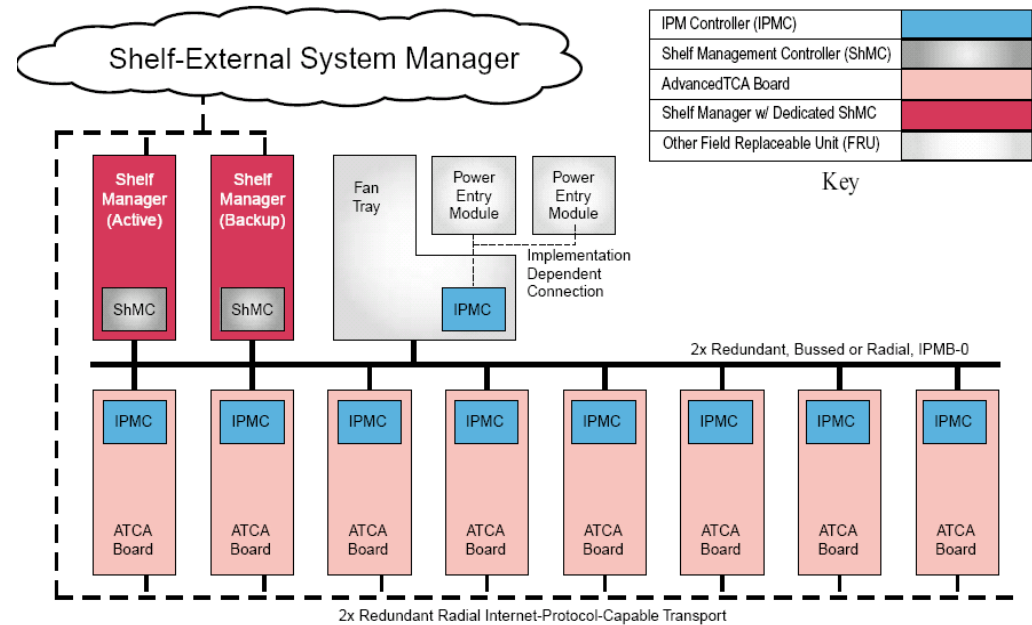 Shelf-External System Manager
IPM Controller (IPMC)
Shelf Management Controller (ShMC)
AdvancedTCA Board
Shelf Manager w/ Dedicated ShMC
Other Field Replaceable Unit (FRU)
Key
Shelf
Manager
(Active)
ShMC
Shelf
Manager
(Backup)
ShMC
Fan
Tray
IPMC
Power
Entry
Module
Power
Entry
Module
Implementation
Dependent
Connection
2x Redundant, Bussed or Radial, IPMB-0
IPMC
ATCA
Board
IPMC
ATCA
Board
IPMC
ATCA
Board
IPMC
ATCA
Board
IPMC
ATCA
Board
IPMC
ATCA
Board
IPMC
ATCA
Board
IPMC
ATCA
Board
2x Redundant Radial Internet-Protocol-Capable Transport